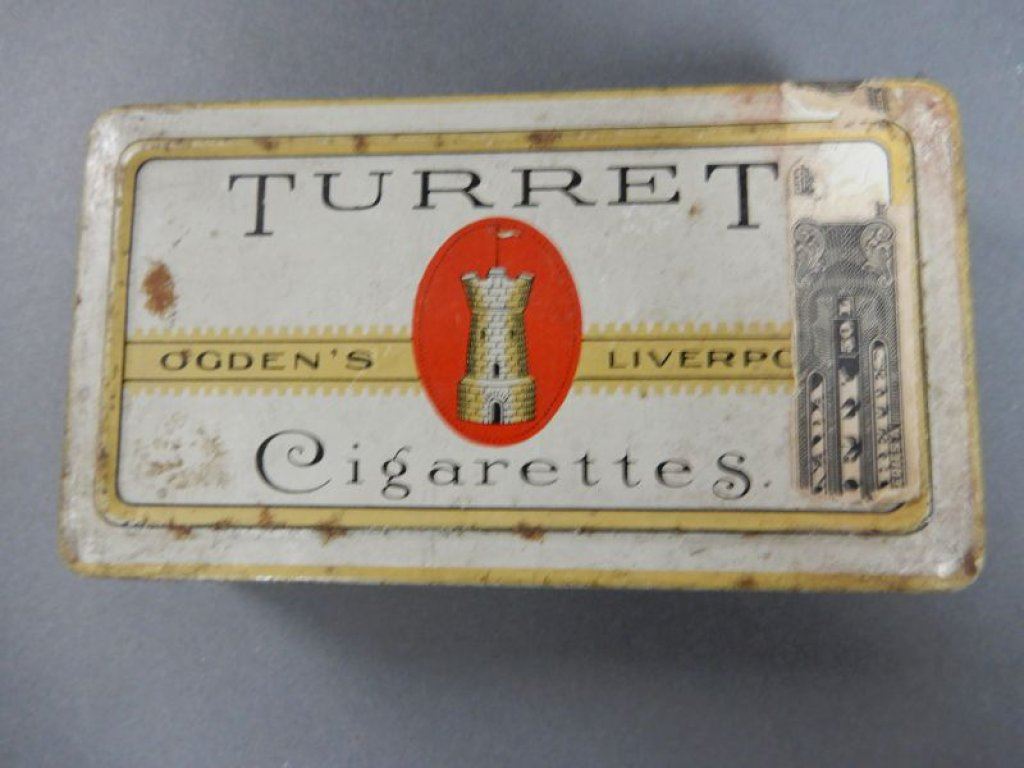 TURRET
OGDEN'S LIVERPO
Cigarettes.